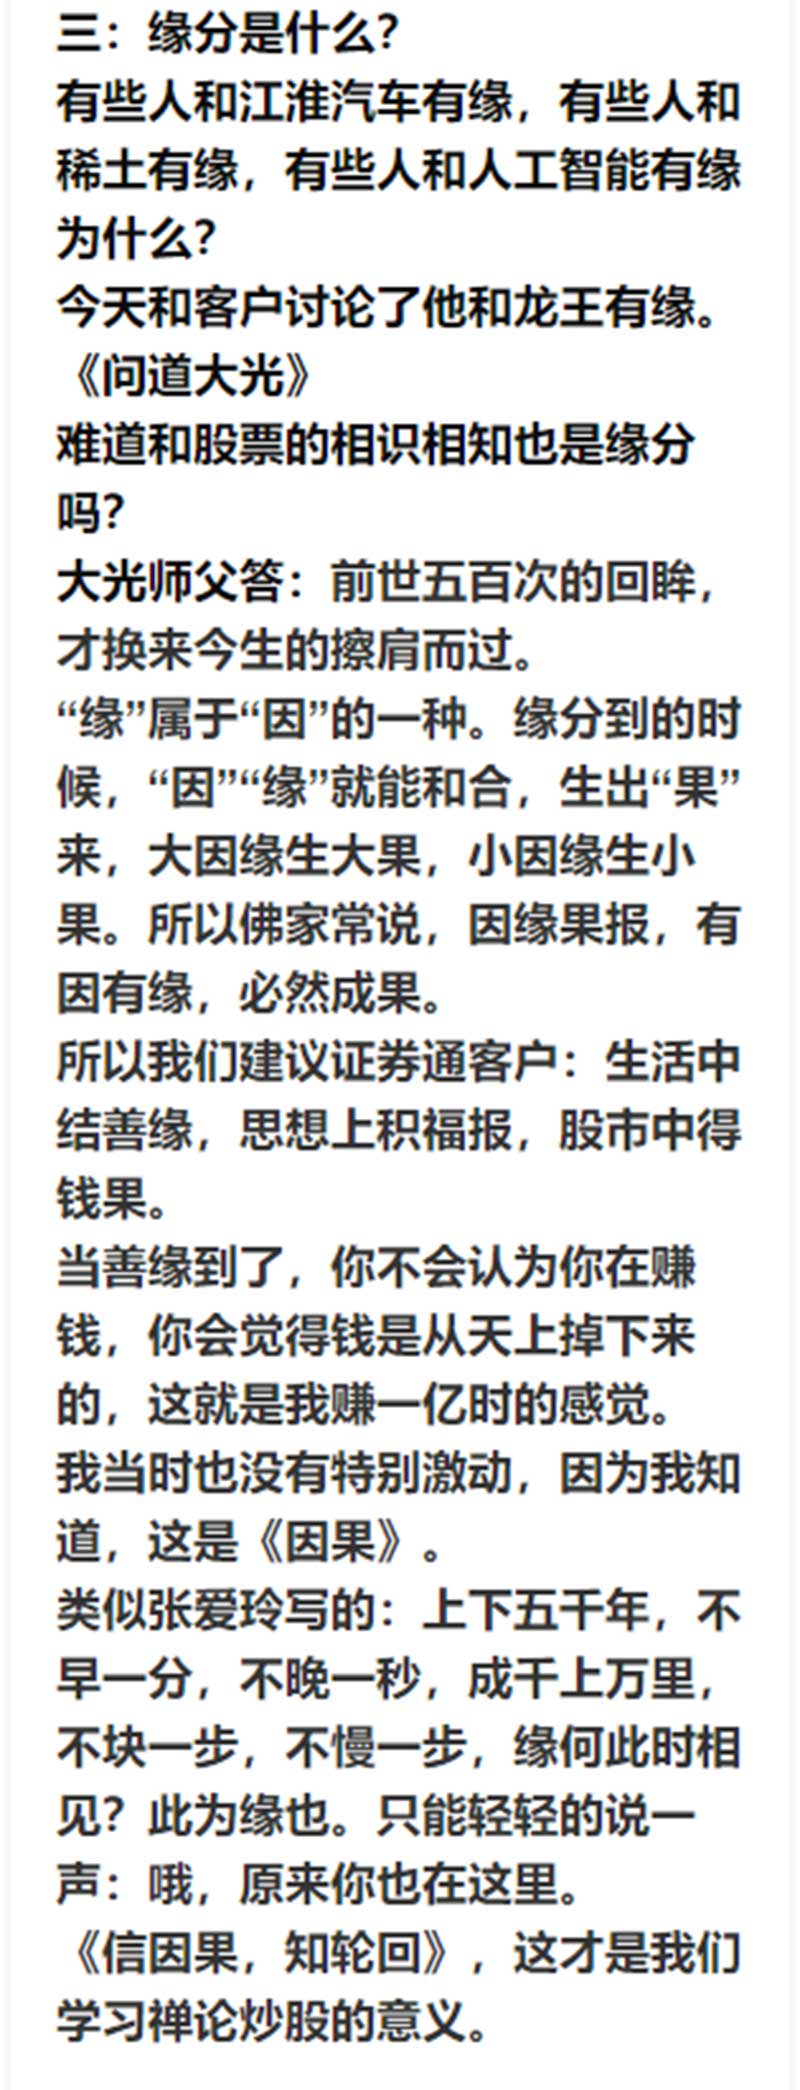 三：缘分是什么？
有些人和江淮汽车有缘，有些人和
稀土有缘，有些人和人工智能有缘
为什么？
今天和客户讨论了他和龙王有缘。
《问道大光》
难道和股票的相识相知也是缘分
吗？
大光师父答：前世五百次的回眸，
才换来今生的擦肩而过。
“缘”属于“因”的一种。缘分到的时
候，“因”“缘”就能和合，生出“果”
来，大因缘生大果，小因缘生小
果。所以佛家常说，因缘果报，有
因有缘，必然成果。
所以我们建议证券通客户：生活中
结善缘，思想上积福报，股市中得
钱果。
当善缘到了，你不会认为你在赚
钱，你会觉得钱是从天上掉下来
的，这就是我赚一亿时的感觉。
我当时也没有特别激动，因为我知
道，这是《因果》。
类似张爱玲写的：上下五千年，不
早一分，不晚一秒，成千上万里，
不块一步，不慢一步，缘何此时相
见？此为缘也。只能轻轻的说一
声：哦，原来你也在这里。
《信因果，知轮回》，这才是我们
学习禅论炒股的意义。